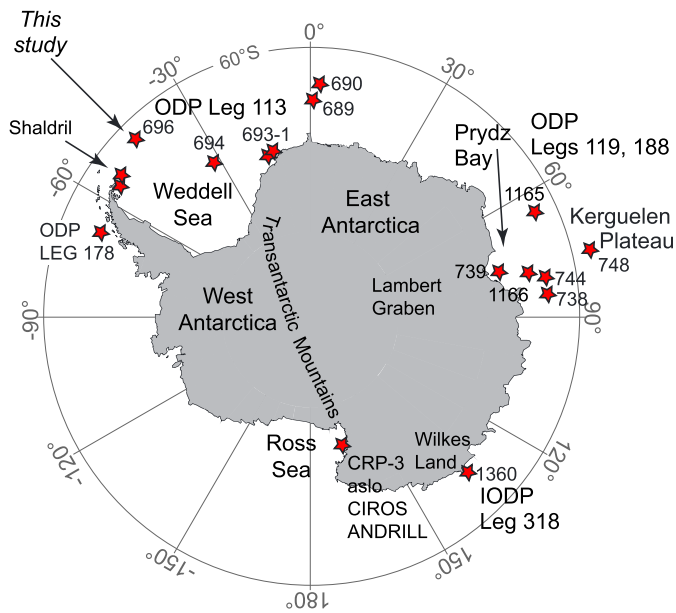 This
study
0°
60°S
-30°
30°
690
ODP Leg 113
689
696
694
693-1
Shaldril
Prydz
Bay
ODP
Legs 119, 188
-60°
60°
Weddell
Sea
East
Antarctica
1165
Kerguelen
Plateau
748
ODP
LEG 178
739
744
1166
738
Lambert
Graben
Transantarctic Mountains
West
Antarctica
-90°
90°
Ross
Sea
Wilkes
Land
CRP-3
aslo
CIROS
ANDRILL
1360
IODP
Leg 318
-120°
120°
-150°
150°
180°